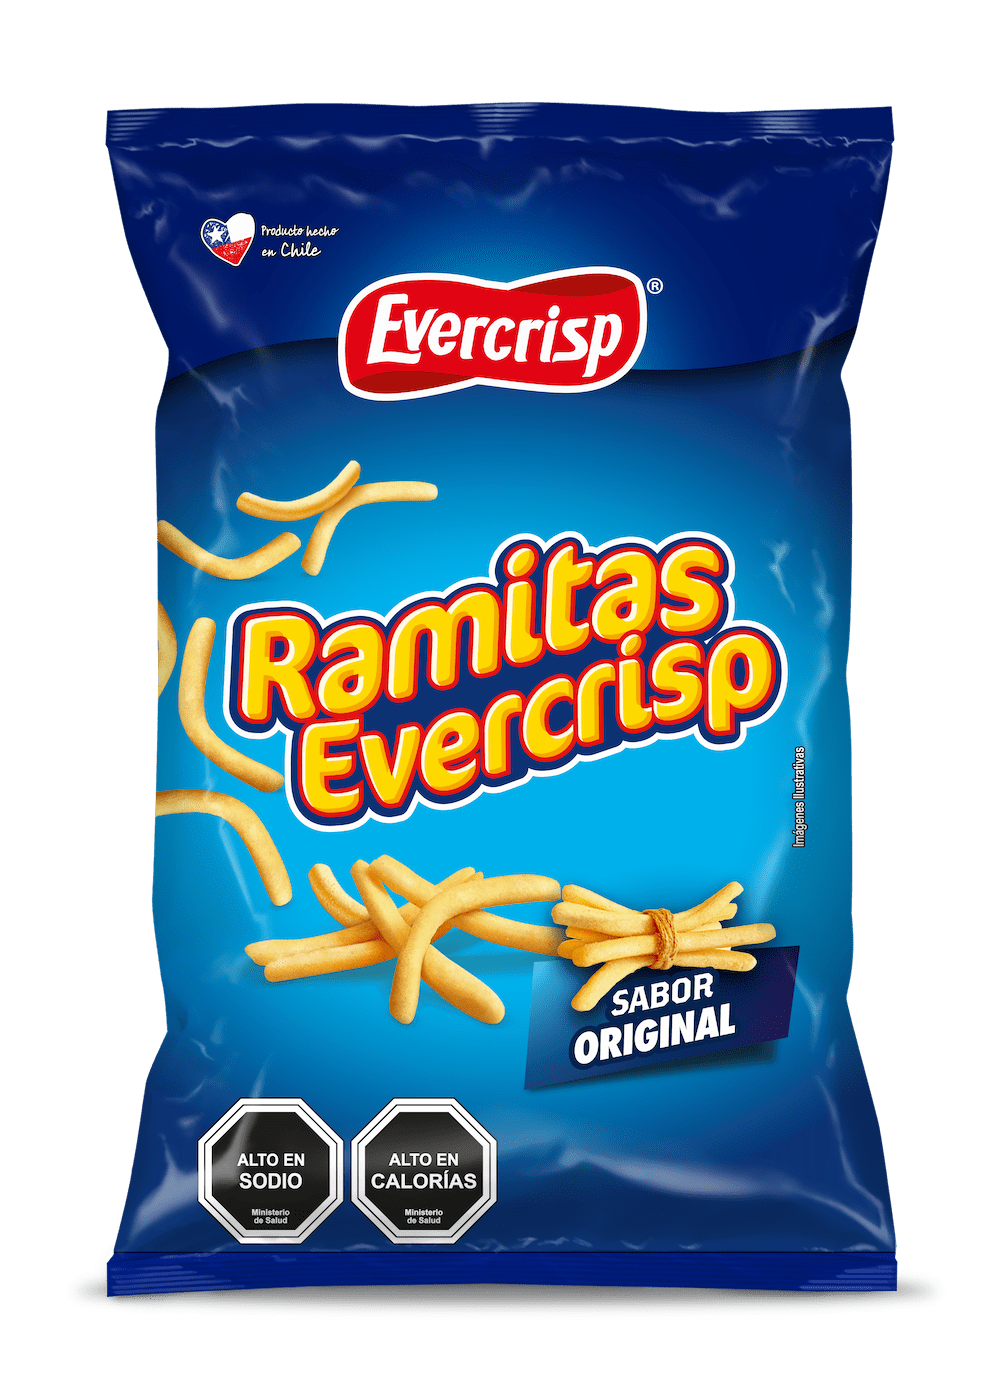 Producto hecho
en Chile
Evercrisp®
Ramitas
Evercrisp
Imágenes Ilustrativas
SABOR
ORIGINAL
ALTO EN
SODIO
Ministerio
de Salud
ALTO EN
CALORÍAS
Ministerio
de Salud